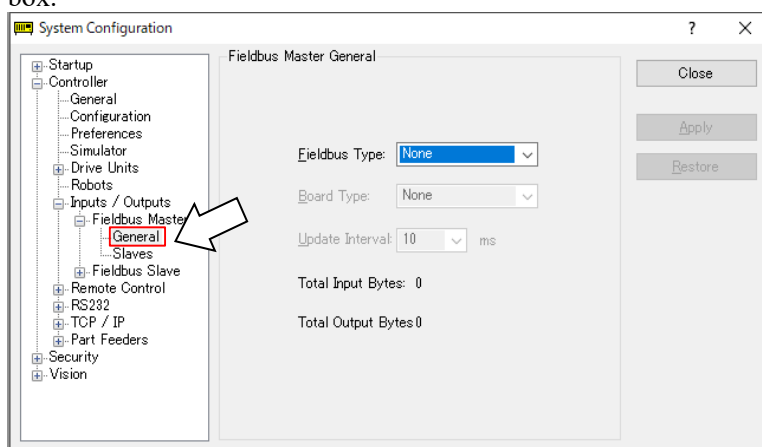 box.
System Configuration ? ×
Startup
Controller
General
Configuration
Preferences
Simulator
Drive Units
Robots
Inputs / Outputs
Fieldbus Master
General
Slaves
Fieldbus Slave
Remote Control
RS232
TCP / IP
Part Feeders
Security
Vision
Fieldbus Master General
Fieldbus Type: None
Board Type: None
Update Interval: 10 ms
Total Input Bytes: 0
Total Output Bytes 0
Close
Apply
Restore